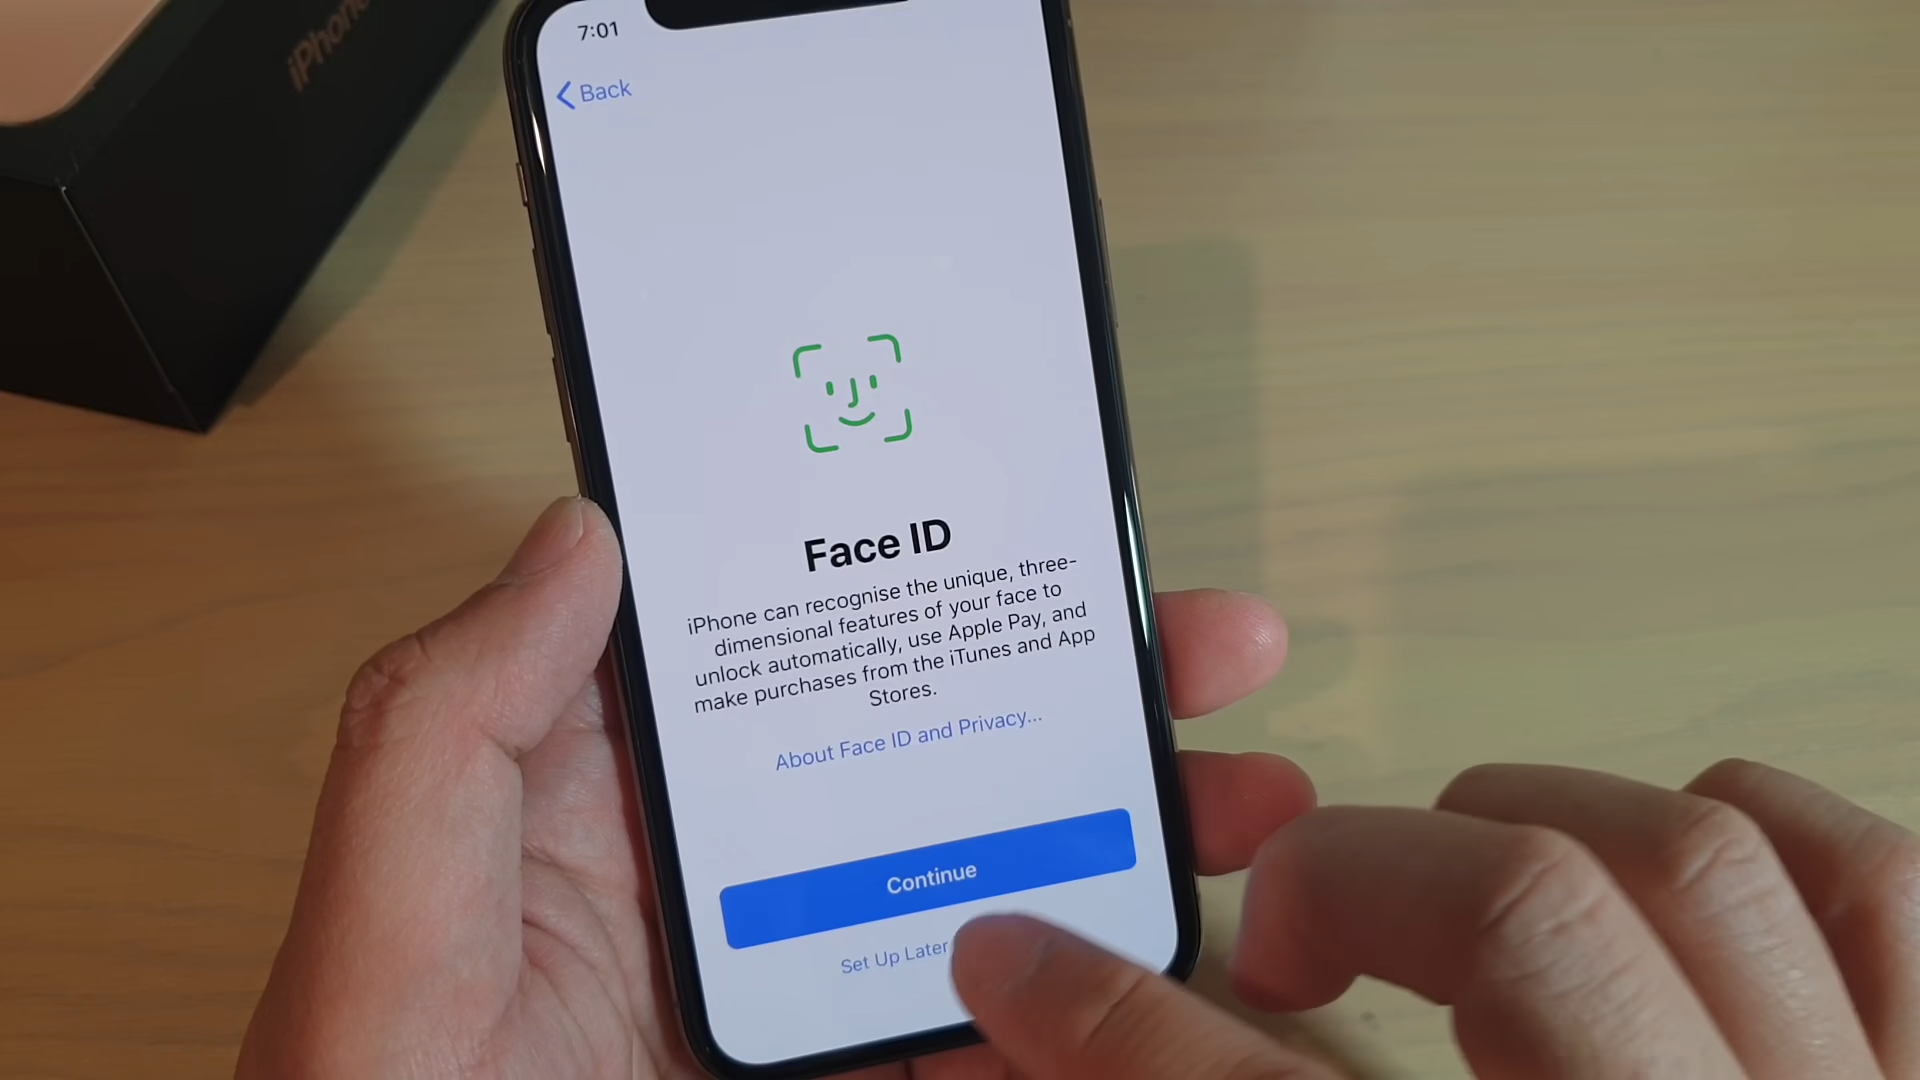 iPhone
7:01
Back
Face ID
iPhone can recognise the unique, three-
dimensional features of your face to
unlock automatically, use Apple Pay, and
make purchases from the iTunes and App
Stores.
About Face ID and Privacy...
Continue
Set Up Later